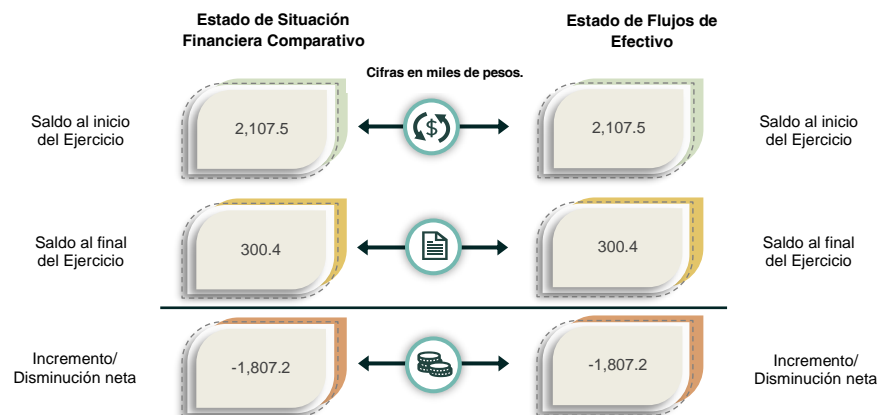 Estado de Situación
Financiera Comparativo
Estado de Flujos de
Efectivo
Cifras en miles de pesos.
Saldo al inicio
del Ejercicio
2,107.5
$
2,107.5
Saldo al inicio
del Ejercicio
Saldo al final
del Ejercicio
300.4
300.4
Saldo al final
del Ejercicio
Incremento/
Disminución neta
-1,807.2
-1,807.2
Incremento/
Disminución neta